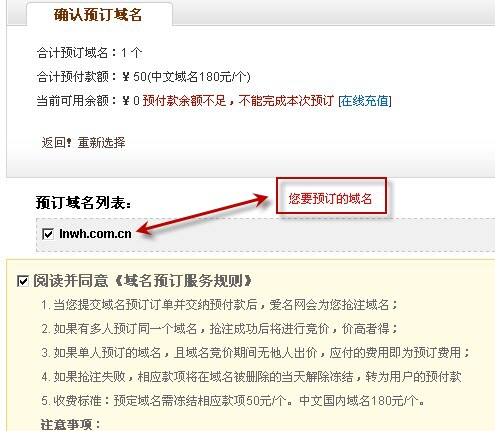 确认预订域名
合计预订域名：1 个
合计预付款额：¥ 50(中文域名180元/个)
当前可用余额：¥ 0 预付款余额不足，不能完成本次预订 [在线充值]
返回！重新选择
您要预订的域名
预订域名列表：
lnwh.com.cn
阅读并同意《域名预订服务规则》
1. 当您提交域名预订订单并交纳预付款后，爱名网会为您抢注域名；
2. 如果有多人预订同一个域名，抢注成功后将进行竞价，价高者得；
3. 如果单人预订的域名，且域名竞价期间无他人出价，应付的费用即为预订费用；
4. 如果抢注失败，相应款项将在域名被删除的当天解除冻结，转为用户的预付款
5. 收费标准：预定域名需冻结相应款项50元/个。中文国内域名180元/个。
注意事项：